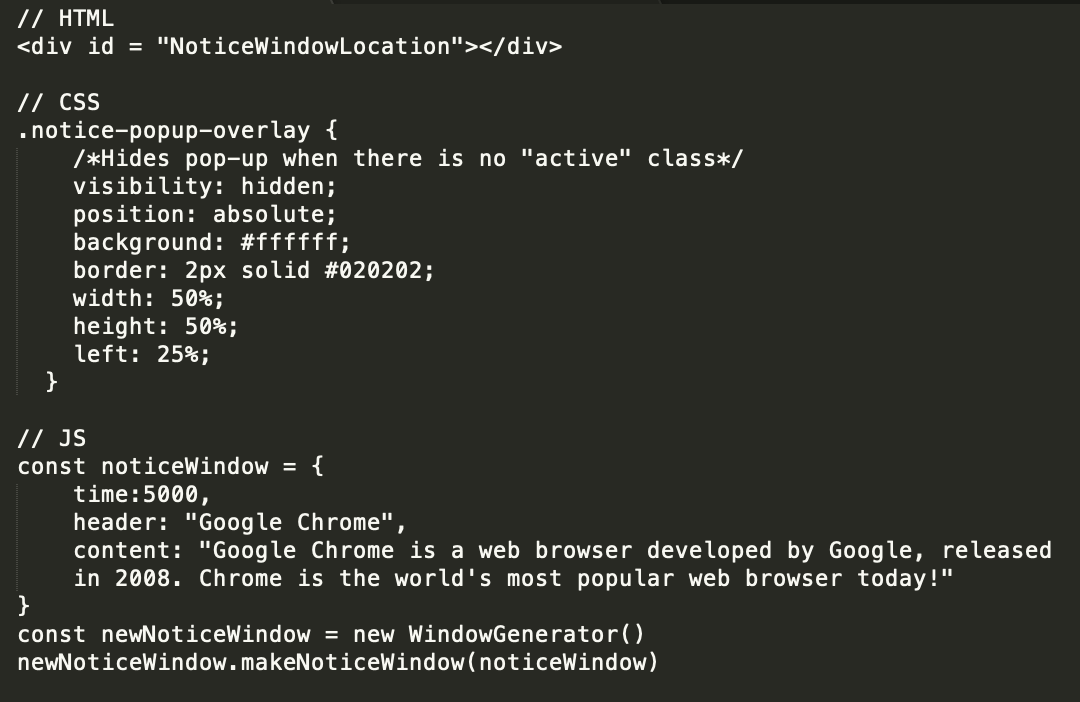 // HTML
<div id = "NoticeWindowLocation"></div>
// CSS
.notice-popup-overlay {
/*Hides pop-up when there is no "active" class*/
visibility: hidden;
position: absolute;
background: #ffffff;
border: 2px solid #020202;
width: 50%;
height: 50%;
left: 25%;
}
// JS
const noticeWindow = {
time:5000,
header: "Google Chrome",
content: "Google Chrome is a web browser developed by Google, released
in 2008. Chrome is the world's most popular web browser today!"
}
const newNoticeWindow = new WindowGenerator()
newNoticeWindow.makeNoticeWindow(noticeWindow)